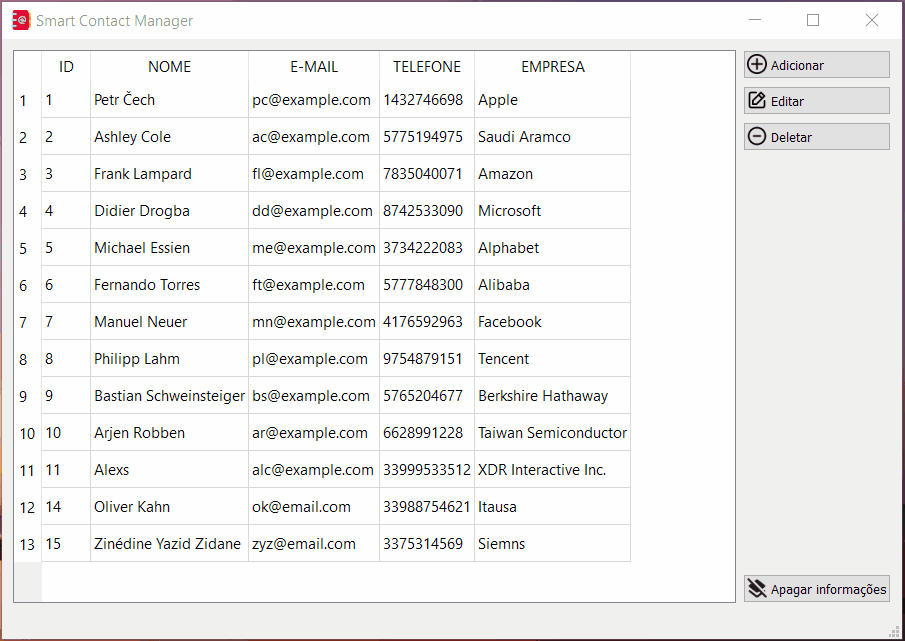 Smart Contact Manager
ID NOME E-MAIL TELEFONE EMPRESA
1 1 Petr Čech pc@example.com 1432746698 Apple
2 2 Ashley Cole ac@example.com 5775194975 Saudi Aramco
3 3 Frank Lampard fl@example.com 7835040071 Amazon
4 4 Didier Drogba dd@example.com 8742533090 Microsoft
5 5 Michael Essien me@example.com 3734222083 Alphabet
6 6 Fernando Torres ft@example.com 5777848300 Alibaba
7 7 Manuel Neuer mn@example.com 4176592963 Facebook
8 8 Philipp Lahm pl@example.com 9754879151 Tencent
9 9 Bastian Schweinsteiger bs@example.com 5765204677 Berkshire Hathaway
10 10 Arjen Robben ar@example.com 6628991228 Taiwan Semiconductor
11 11 Alexs alc@example.com 33999533512 XDR Interactive Inc.
12 14 Oliver Kahn ok@email.com 33988754621 Itausa
13 15 Zinédine Yazid Zidane zyz@email.com 3375314569 Siemns
Adicionar
Editar
Deletar
Apagar informações